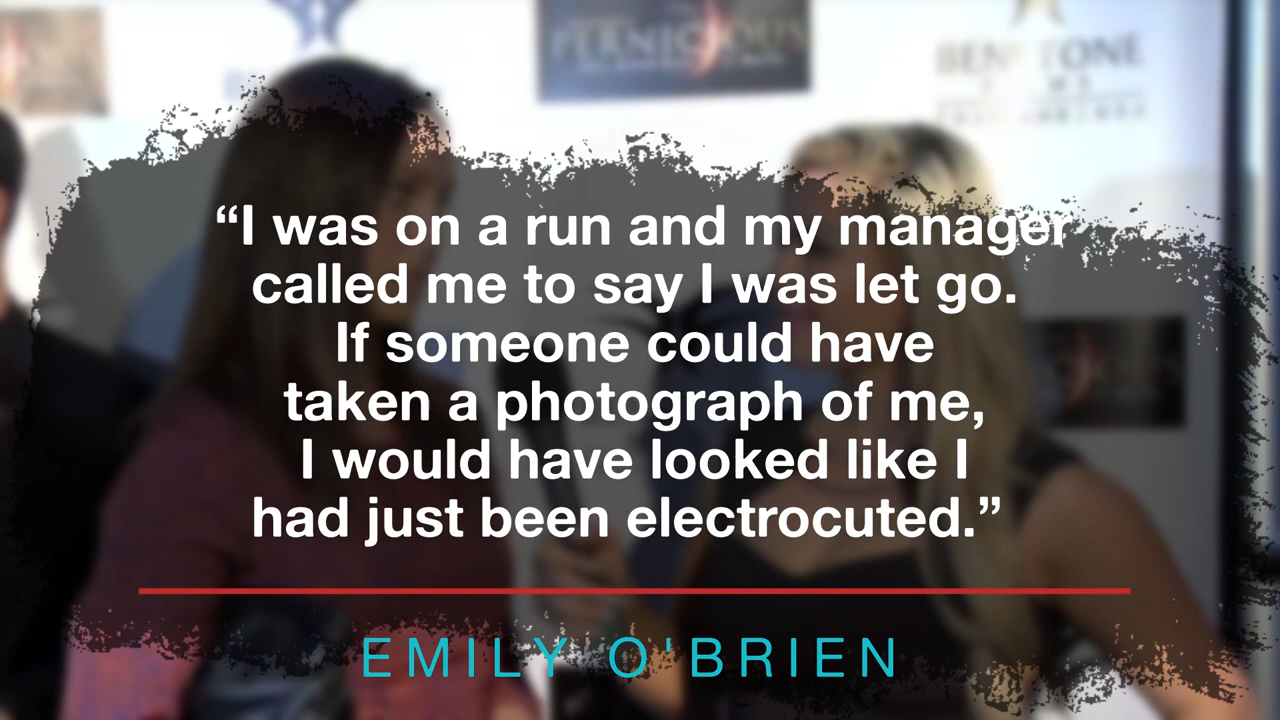 PERNICIOUS
“I was on a run and my manager
called me to say I was let go.
If someone could have
taken a photograph of me,
I would have looked like I
had just been electrocuted.”
EMILY O'BRIEN